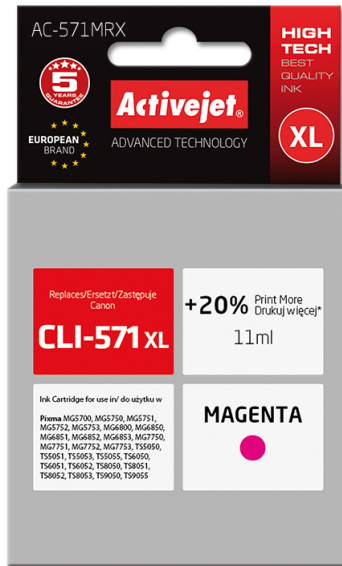 AC-571MRX
HIGH
TECH
BEST
QUALITY
INK
5
YEARS
GUARANTEE
Activejet®
EUROPEAN
BRAND
ADVANCED TECHNOLOGY
XL
Replaces/Ersetzt/Zastępuje
Canon
CLI-571 XL
+20% Print More
Drukuj więcej*
11ml
Ink Cartridge for use in/ do użytku w
Pixma MG5700, MG5750, MG5751,
MG5752, MG5753, MG6800, MG6850,
MG6851, MG6852, MG6853, MG7750,
MG7751, MG7752, MG7753, TS5050,
TS5051, TS5053, TS5055, TS6050,
TS6051, TS6052, TS8050, TS8051,
TS8052, TS8053, TS9050, TS9055
MAGENTA